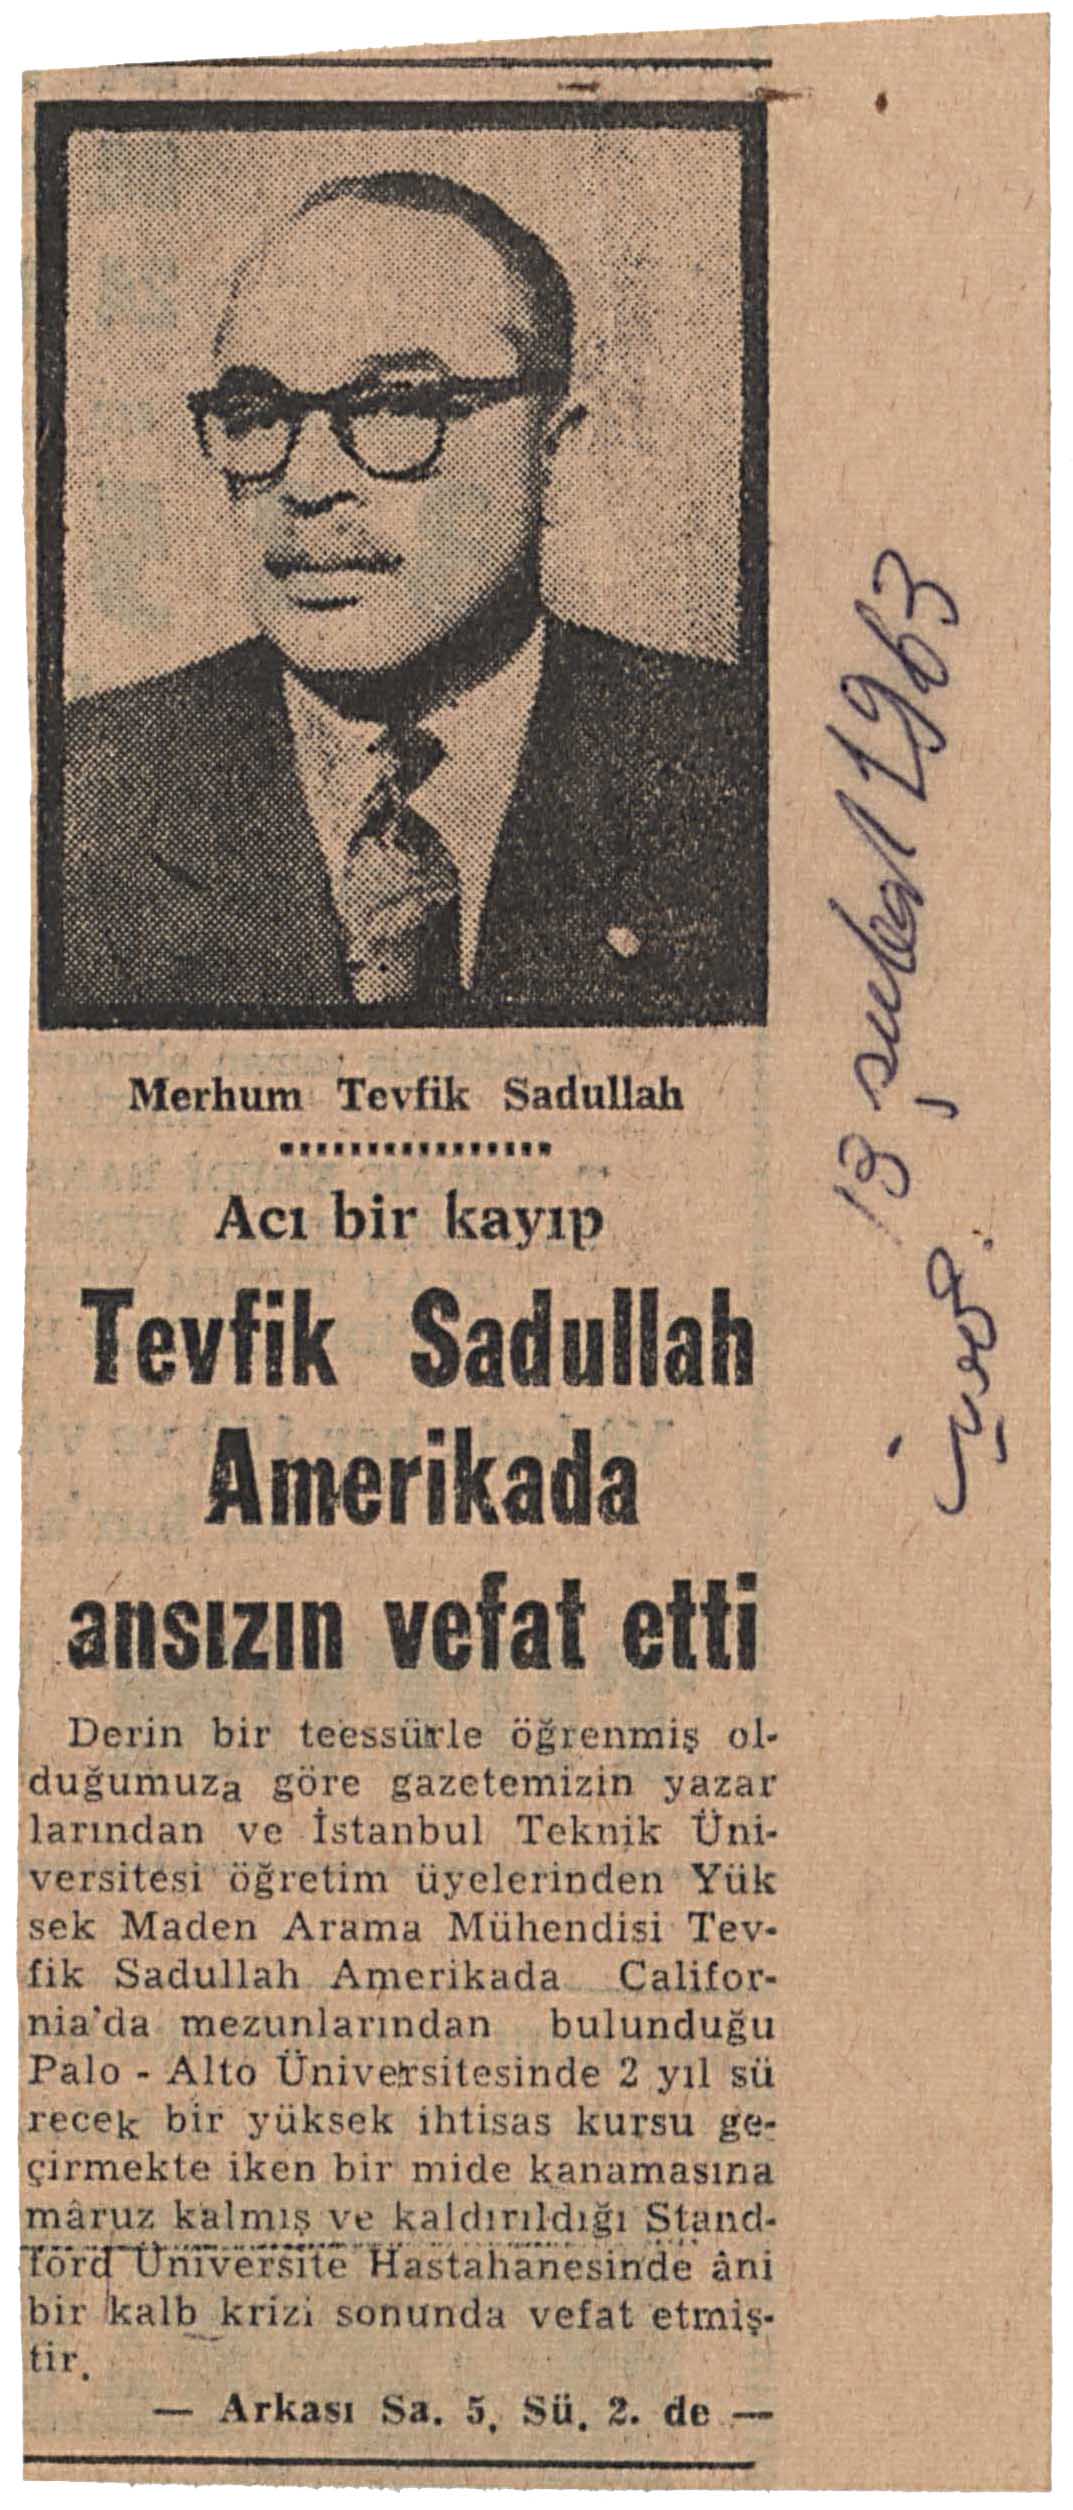 Merhum Tevfik Sadullah
Acı bir kayıp
Tevfik Sadullah
Amerikada
ansızın vefat etti
Derin bir teessürle öğrenmiş ol-
duğumuza göre gazetemizin yazar
larından ve İstanbul Teknik Üni-
versitesi öğretim üyelerinden Yük
sek Maden Arama Mühendisi Tev-
fik Sadullah Amerikada Califor-
nia'da mezunlarından bulunduğu
Palo - Alto Üniversitesinde 2 yıl sü
recek bir yüksek ihtisas kursu ge-
çirmekte iken bir mide kanamasına
mâruz kalmış ve kaldırıldığı Stand-
ford Üniversite Hastahanesinde âni
bir kalb krizi sonunda vefat etmiş-
tir.
— Arkası Sa. 5, Sü. 2. de —
13 şubat 1963